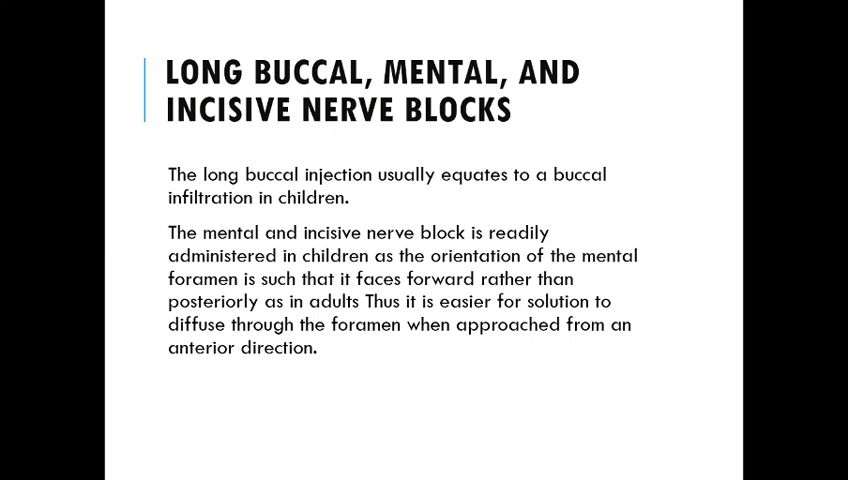 LONG BUCCAL, MENTAL, AND
INCISIVE NERVE BLOCKS
The long buccal injection usually equates to a buccal
infiltration in children.
The mental and incisive nerve block is readily
administered in children as the orientation of the mental
foramen is such that it faces forward rather than
posteriorly as in adults Thus it is easier for solution to
diffuse through the foramen when approached from an
anterior direction.